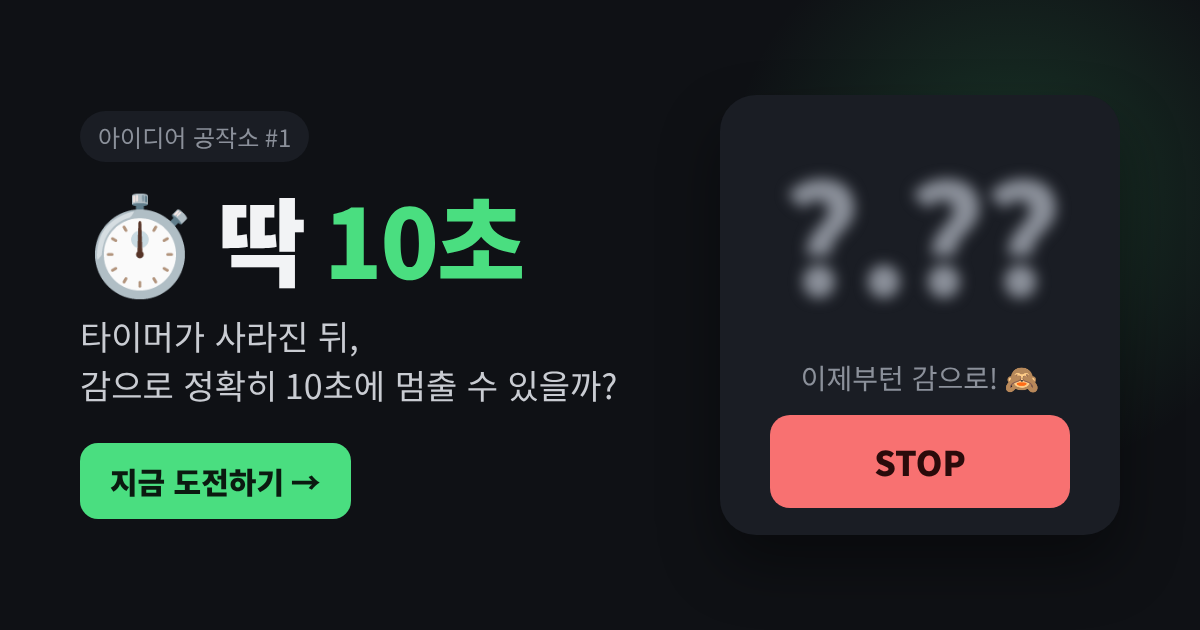 아이디어 공작소 #1
⏱️ 딱 10초
타이머가 사라진 뒤,
감으로 정확히 10초에 멈출 수 있을까?
지금 도전하기 →
?.??
이제부턴 감으로! 🙈
STOP